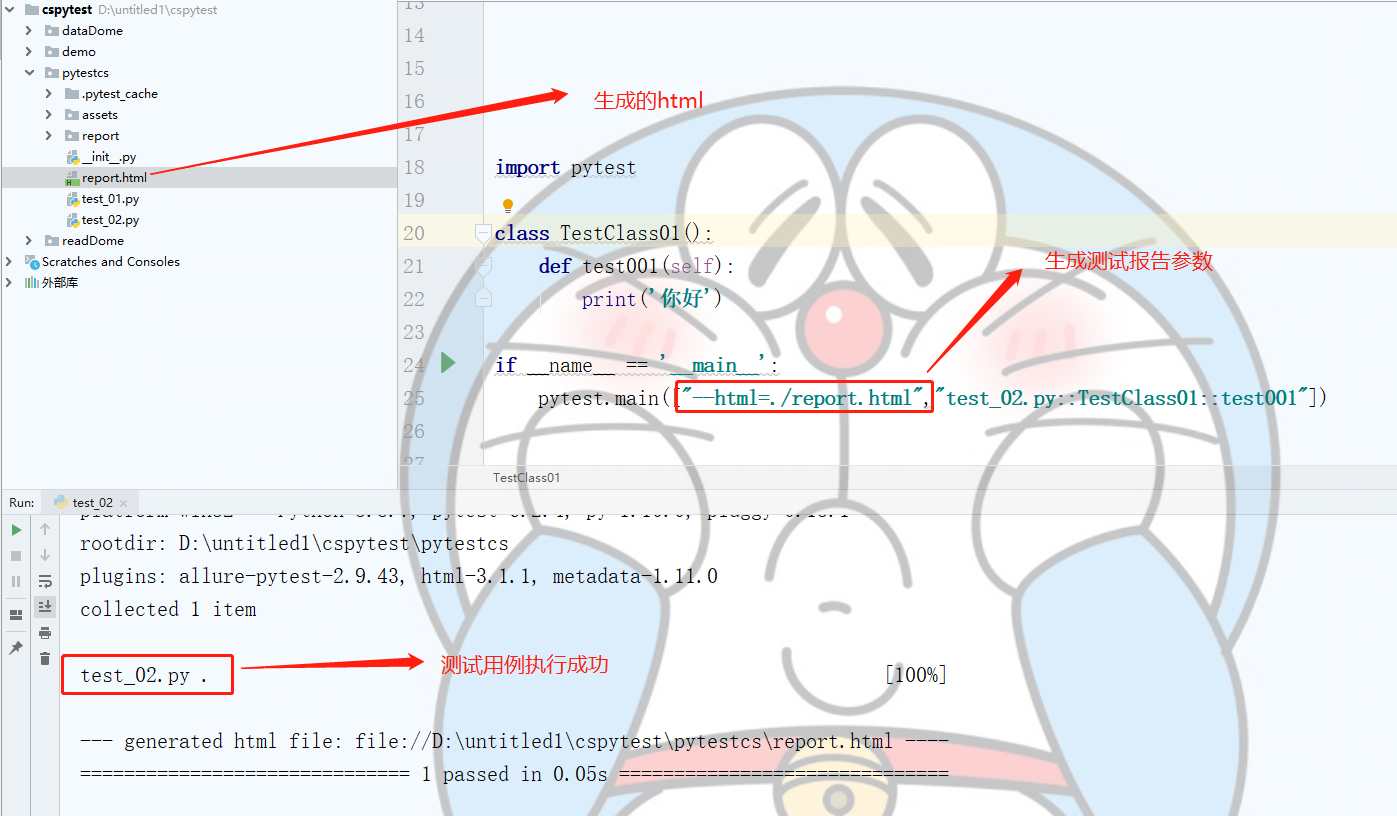 cspytest D:\untitled1\cspytest
dataDome
demo
pytestcs
.pytest_cache
assets
report
__init__.py
report.html
test_01.py
test_02.py
readDome
Scratches and Consoles
外部库
生成的html
13
14
15
16
17
18 import pytest
19
20 class TestClass01():
21 def test001(self):
22 print('你好')
23
24 if __name__ == '__main__':
25 pytest.main(["--html=./report.html","test_02.py::TestClass01::test001"])
26
27
生成测试报告参数
TestClass01
Run: test_02
rootdir: D:\untitled1\cspytest\pytestcs
plugins: allure-pytest-2.9.43, html-3.1.1, metadata-1.11.0
collected 1 item
test_02.py . [100%]
测试用例执行成功
--- generated html file: file://D:\untitled1\cspytest\pytestcs\report.html ----
============================== 1 passed in 0.05s ==============================